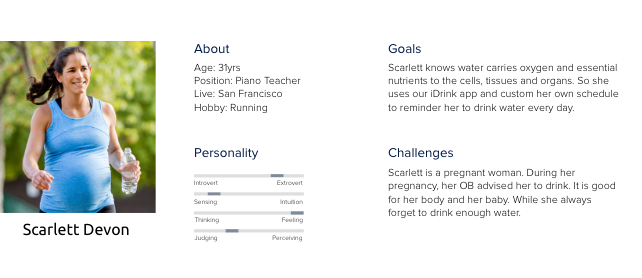 About
Age: 31yrs
Position: Piano Teacher
Live: San Francisco
Hobby: Running
Goals
Scarlett knows water carries oxygen and essential
nutrients to the cells, tissues and organs. So she
uses our iDrink app and custom her own schedule
to reminder her to drink water every day.
Personality
Introvert Extrovert
Sensing Intuition
Thinking Feeling
Judging Perceiving
Challenges
Scarlett is a pregnant woman. During her
pregnancy, her OB advised her to drink. It is good
for her body and her baby. While she always
forget to drink enough water.
Scarlett Devon